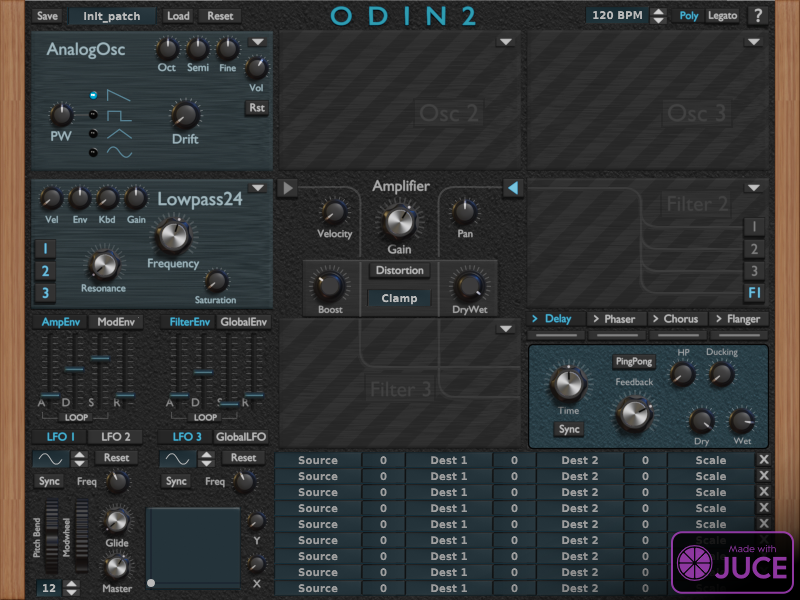 Save Init_patch Load Reset ODIN 2 120 BPM Poly Legato ?
AnalogOsc
Oct Semi Fine
Vol
Rst
PW
Drift
Osc 2
Osc 3
Lowpass24
Vel Env Kbd Gain
1
2
3
Frequency
Resonance
Saturation
Amplifier
Velocity
Gain
Pan
Distortion
Clamp
Boost
DryWet
Filter 2
1
2
3
FI
Filter 3
AmpEnv ModEnv FilterEnv GlobalEnv
A D S R A D S R
LOOP LOOP
> Delay > Phaser > Chorus > Flanger
HP Ducking
PingPong
Feedback
Time
Sync
Dry Wet
LFO 1 LFO 2 LFO 3 GlobalLFO
Reset Reset
Sync Freq Sync Freq
Pitch Bend
Modwheel
Glide
Master
12
Y
X
Source 0 Dest 1 0 Dest 2 0 Scale X
Source 0 Dest 1 0 Dest 2 0 Scale X
Source 0 Dest 1 0 Dest 2 0 Scale X
Source 0 Dest 1 0 Dest 2 0 Scale X
Source 0 Dest 1 0 Dest 2 0 Scale X
Source 0 Dest 1 0 Dest 2 0 Scale X
Source 0 Dest 1 0 Dest 2 0 Scale
Source 0 Dest 1 0 Dest 2 0 Scale
Source 0 Dest 1 0 Dest 2 0 Scale
Made with
JUCE